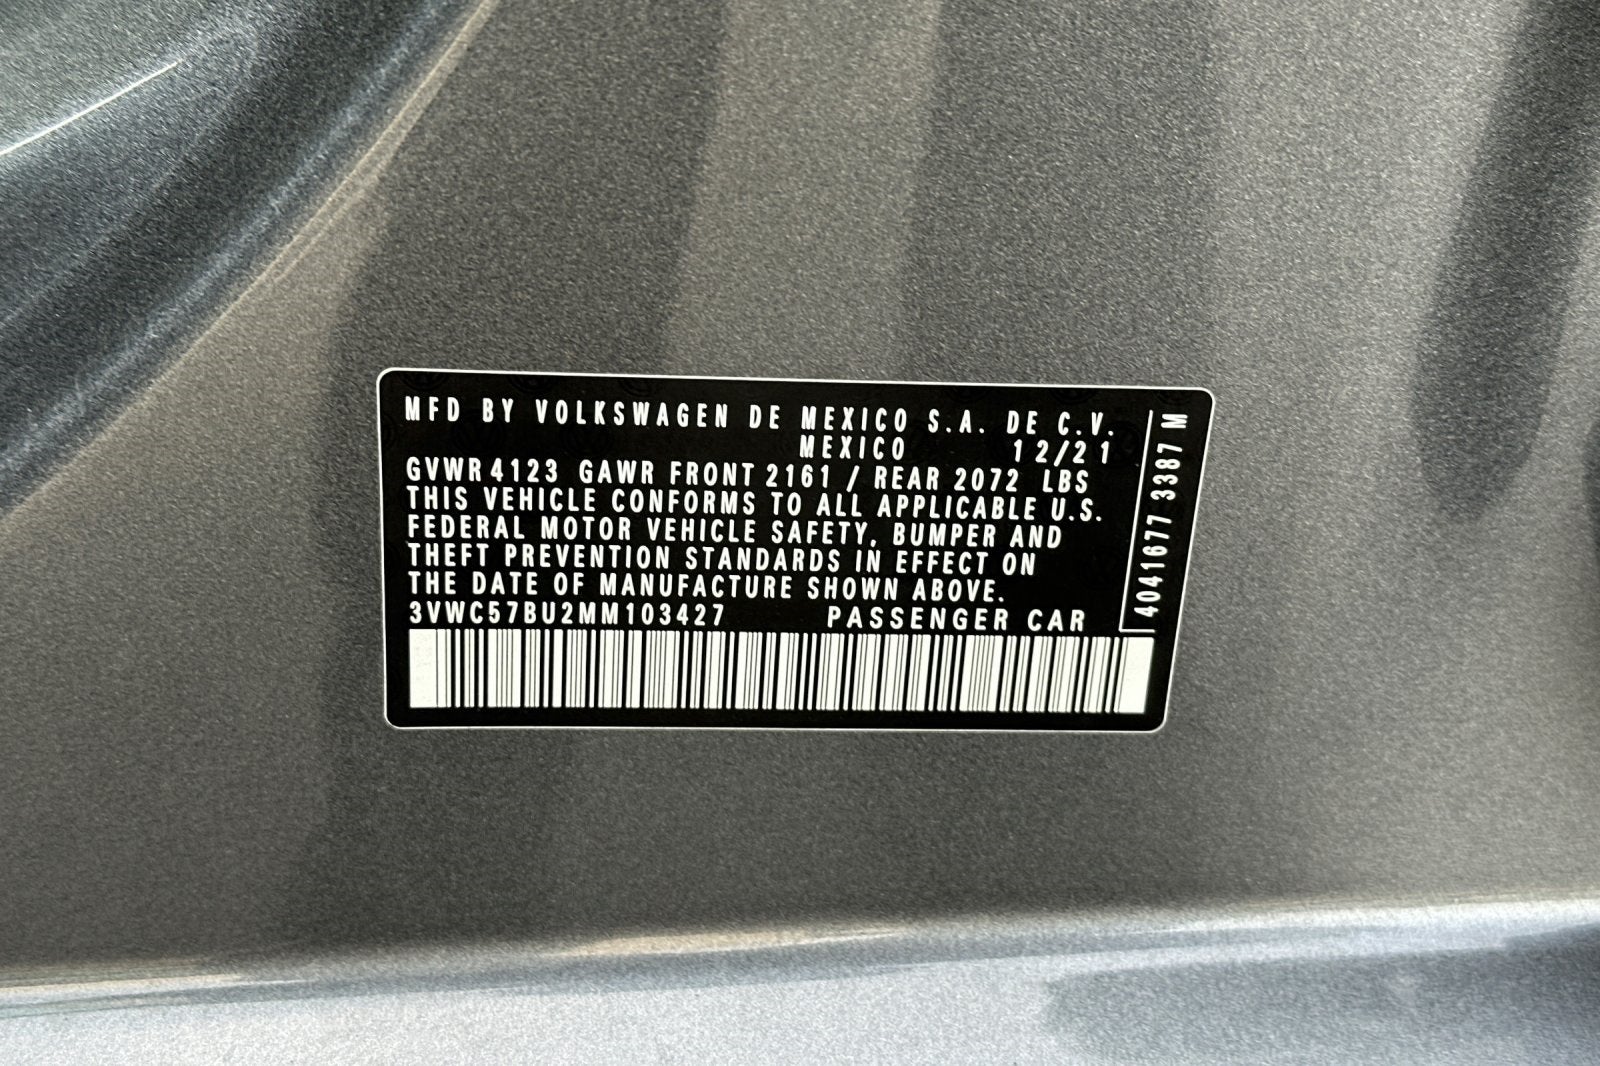 MFD BY VOLKSWAGEN DE MEXICO S.A. DE C.V.
MEXICO 12/21
GVWR 4123 GAWR FRONT 2161 / REAR 2072 LBS
THIS VEHICLE CONFORMS TO ALL APPLICABLE U.S.
FEDERAL MOTOR VEHICLE SAFETY, BUMPER AND
THEFT PREVENTION STANDARDS IN EFFECT ON
THE DATE OF MANUFACTURE SHOWN ABOVE.
3VWC57BU2MM103427 PASSENGER CAR
4041677 3387 M